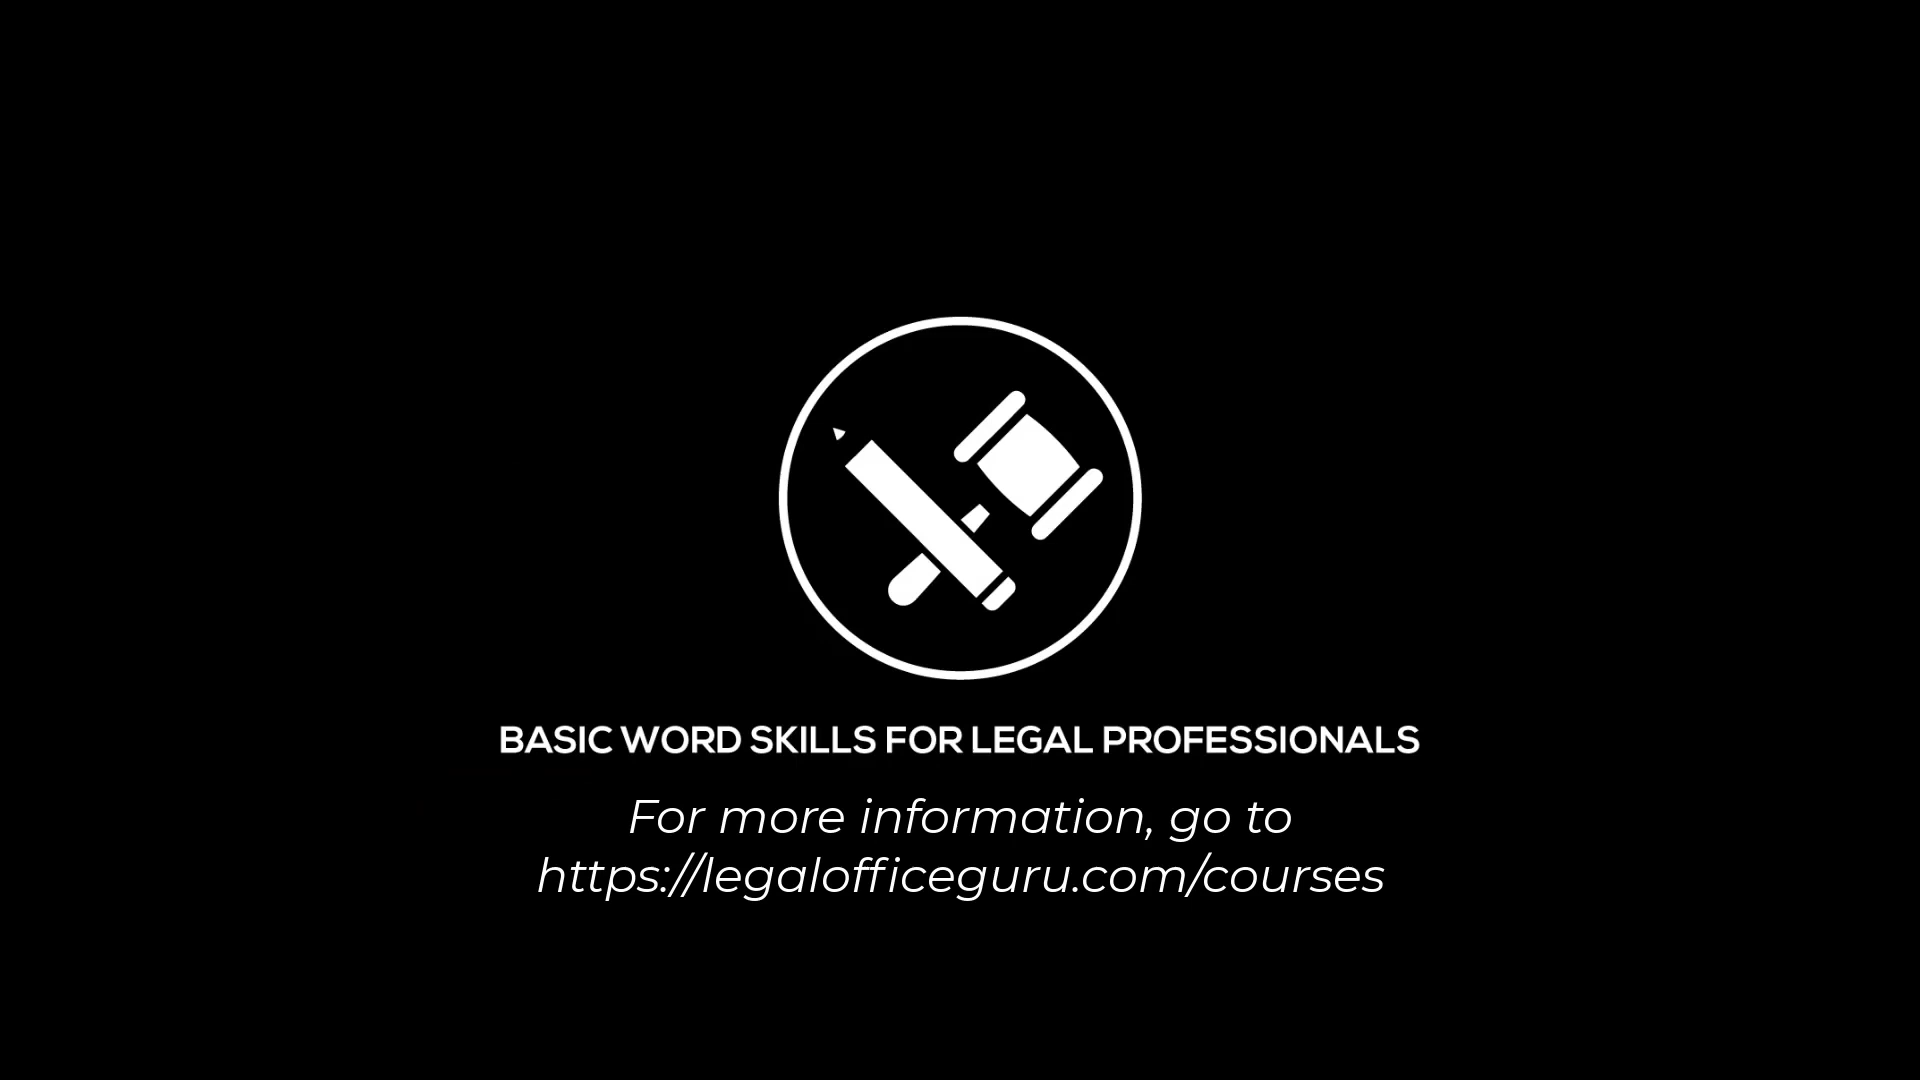 BASIC WORD SKILLS FOR LEGAL PROFESSIONALS
For more information, go to
https://legalofficeguru.com/courses